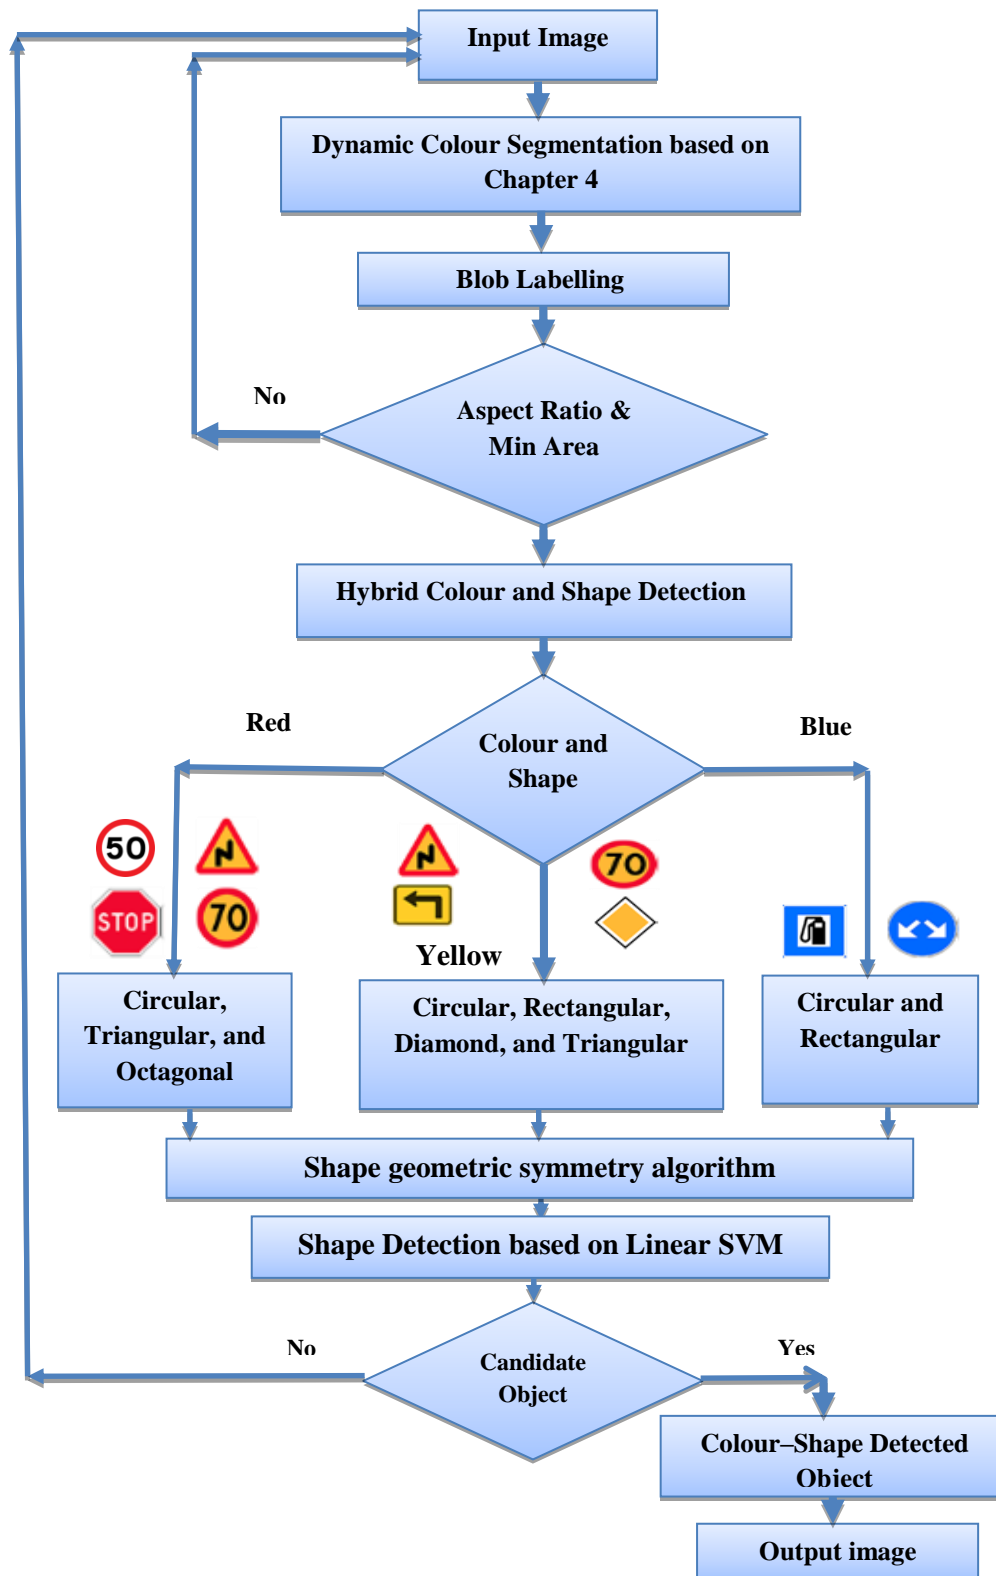 Input Image
Dynamic Colour Segmentation based on
Chapter 4
Blob Labelling
No
Aspect Ratio &
Min Area
Hybrid Colour and Shape Detection
Red
Blue
Colour and
Shape
50
STOP
70
70
Yellow
Circular,
Triangular, and
Octagonal
Circular, Rectangular,
Diamond, and Triangular
Circular and
Rectangular
Shape geometric symmetry algorithm
Shape Detection based on Linear SVM
No
Yes
Candidate
Object
Colour–Shape Detected
Object
Output image